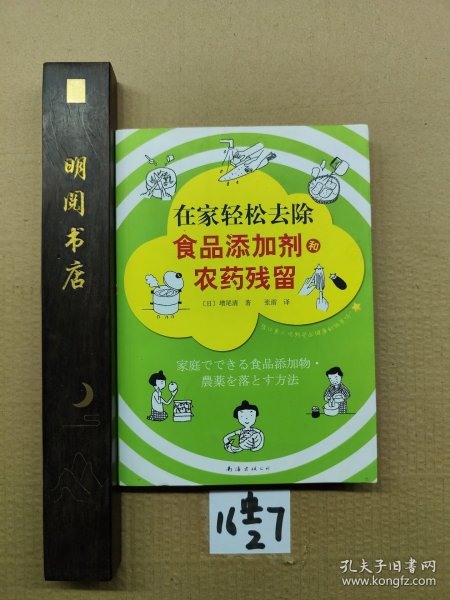 明阅书店
在家轻松去除
食品添加剂和
农药残留
〔日〕增尾清 著 张蓓 译
家庭でできる食品添加物・
農薬を落とす方法
南海出版公司
孔夫子旧书网
www.kongfz.com